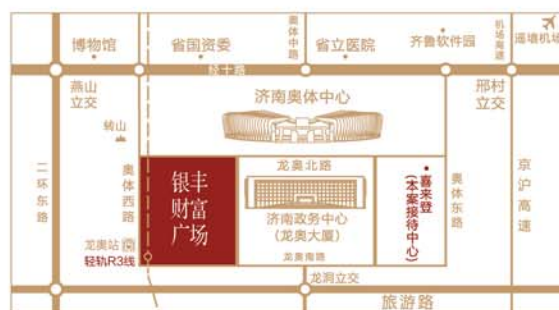 博物馆
省国资委
奥体中路
省立医院
齐鲁软件园
机场高速
遥墙机场
经十路
燕山
立交
邢村
立交
济南奥体中心
转山
二环东路
奥体西路
银丰
财富
广场
龙奥北路
济南政务中心
(龙奥大厦)
龙奥南路
•喜来登
(本案接待中心)
奥体东路
京沪高速
龙奥站
轻轨R3线
龙洞立交
旅游路